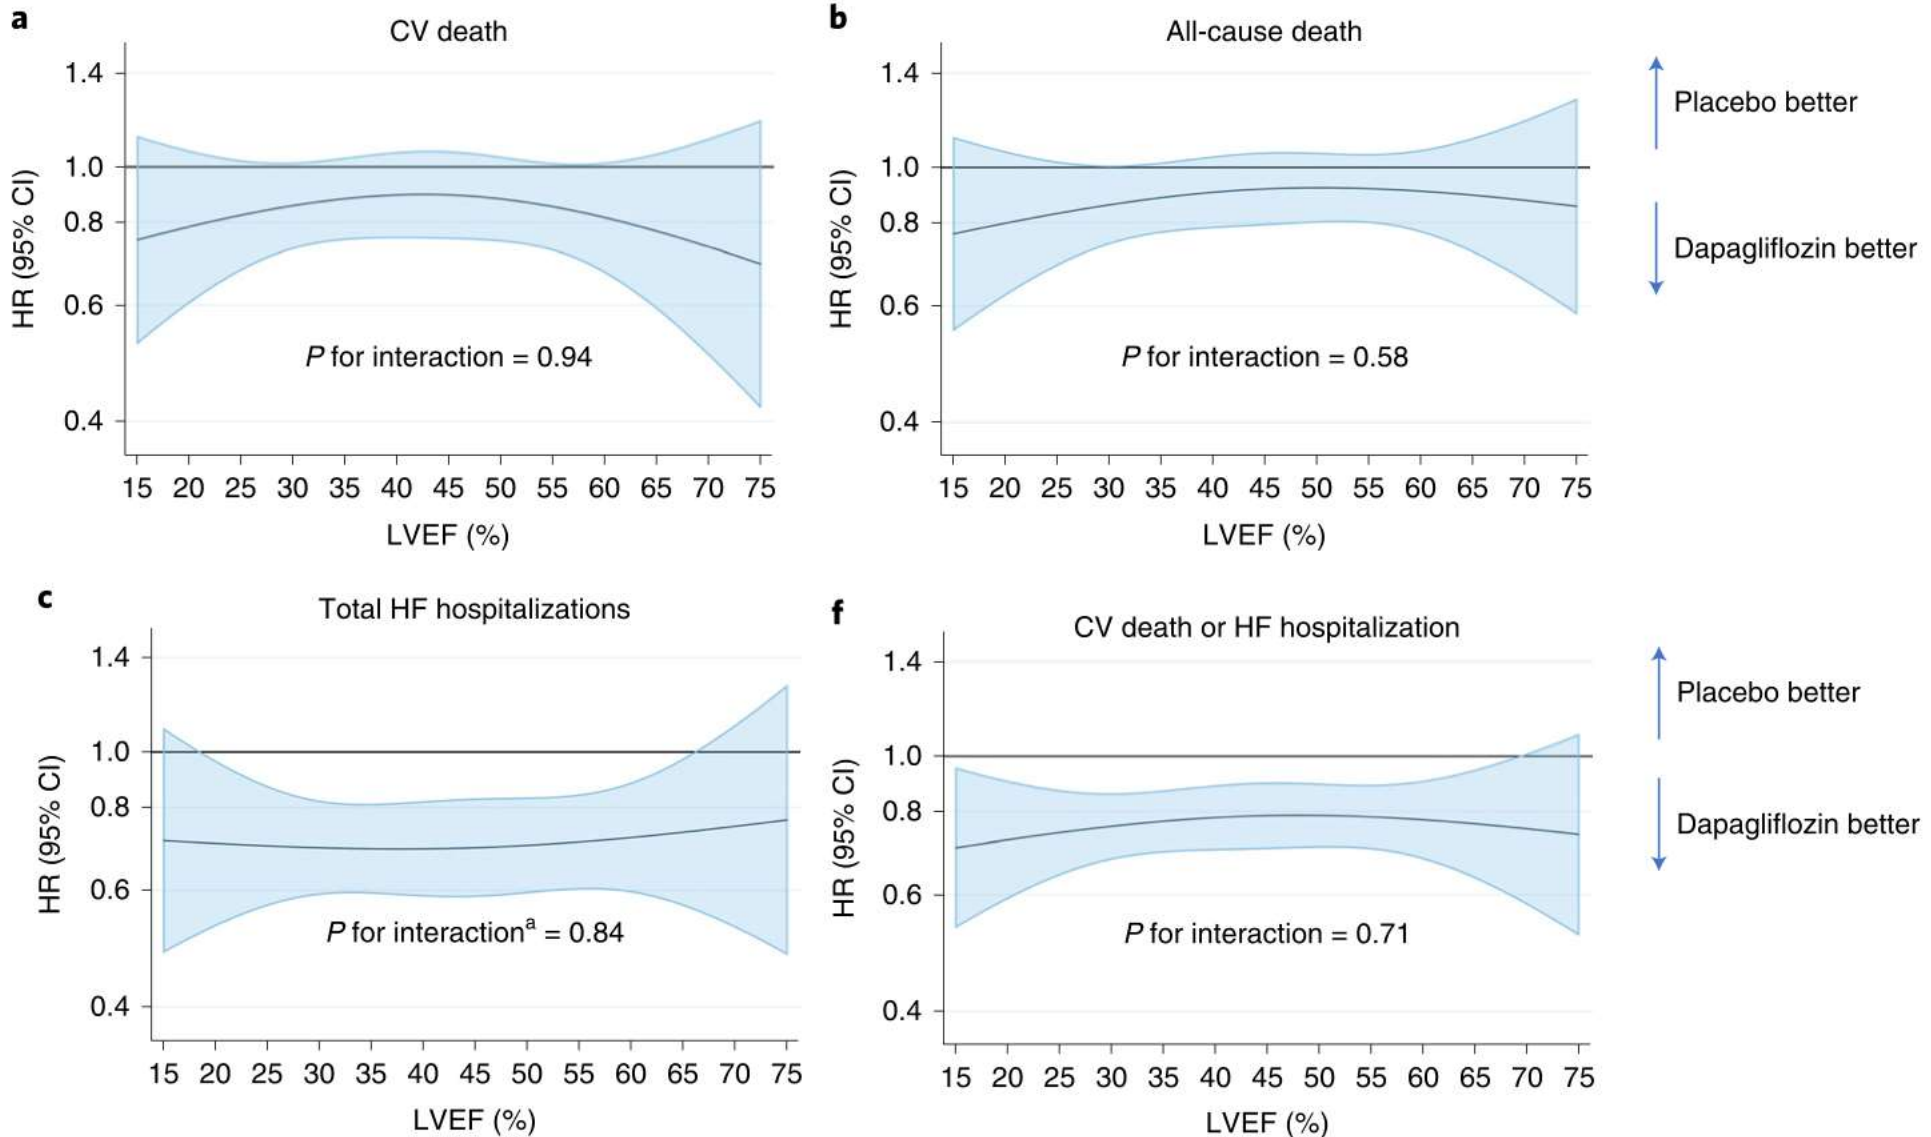 a
CV death
1.4
1.0
0.8
0.6
0.4
HR (95% CI)
P for interaction = 0.94
15 20 25 30 35 40 45 50 55 60 65 70 75
LVEF (%)
b
All-cause death
1.4
1.0
0.8
0.6
0.4
HR (95% CI)
P for interaction = 0.58
15 20 25 30 35 40 45 50 55 60 65 70 75
LVEF (%)
Placebo better
Dapagliflozin better
c
Total HF hospitalizations
1.4
1.0
0.8
0.6
0.4
HR (95% CI)
P for interactionᵃ = 0.84
15 20 25 30 35 40 45 50 55 60 65 70 75
LVEF (%)
f
CV death or HF hospitalization
1.4
1.0
0.8
0.6
0.4
HR (95% CI)
P for interaction = 0.71
15 20 25 30 35 40 45 50 55 60 65 70 75
LVEF (%)
Placebo better
Dapagliflozin better